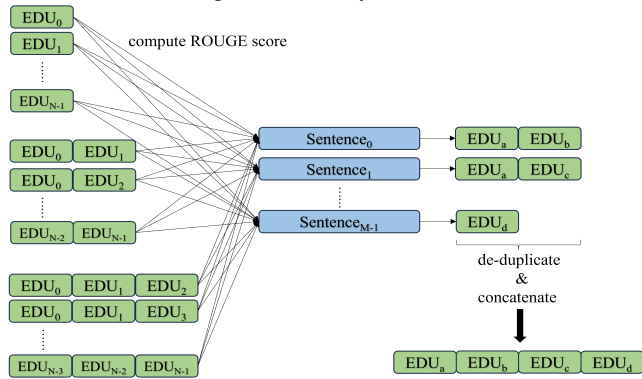 EDU0
compute ROUGE score
EDU1
EDUN-1
EDU0 EDU1
EDU0 EDU2
EDUN-2 EDUN-1
EDU0 EDU1 EDU2
EDU0 EDU1 EDU3
EDUN-3 EDUN-2 EDUN-1
Sentence0
Sentence1
SentenceM-1
EDUa EDUb
EDUa EDUc
EDUd
de-duplicate
&
concatenate
EDUa EDUb EDUc EDUd